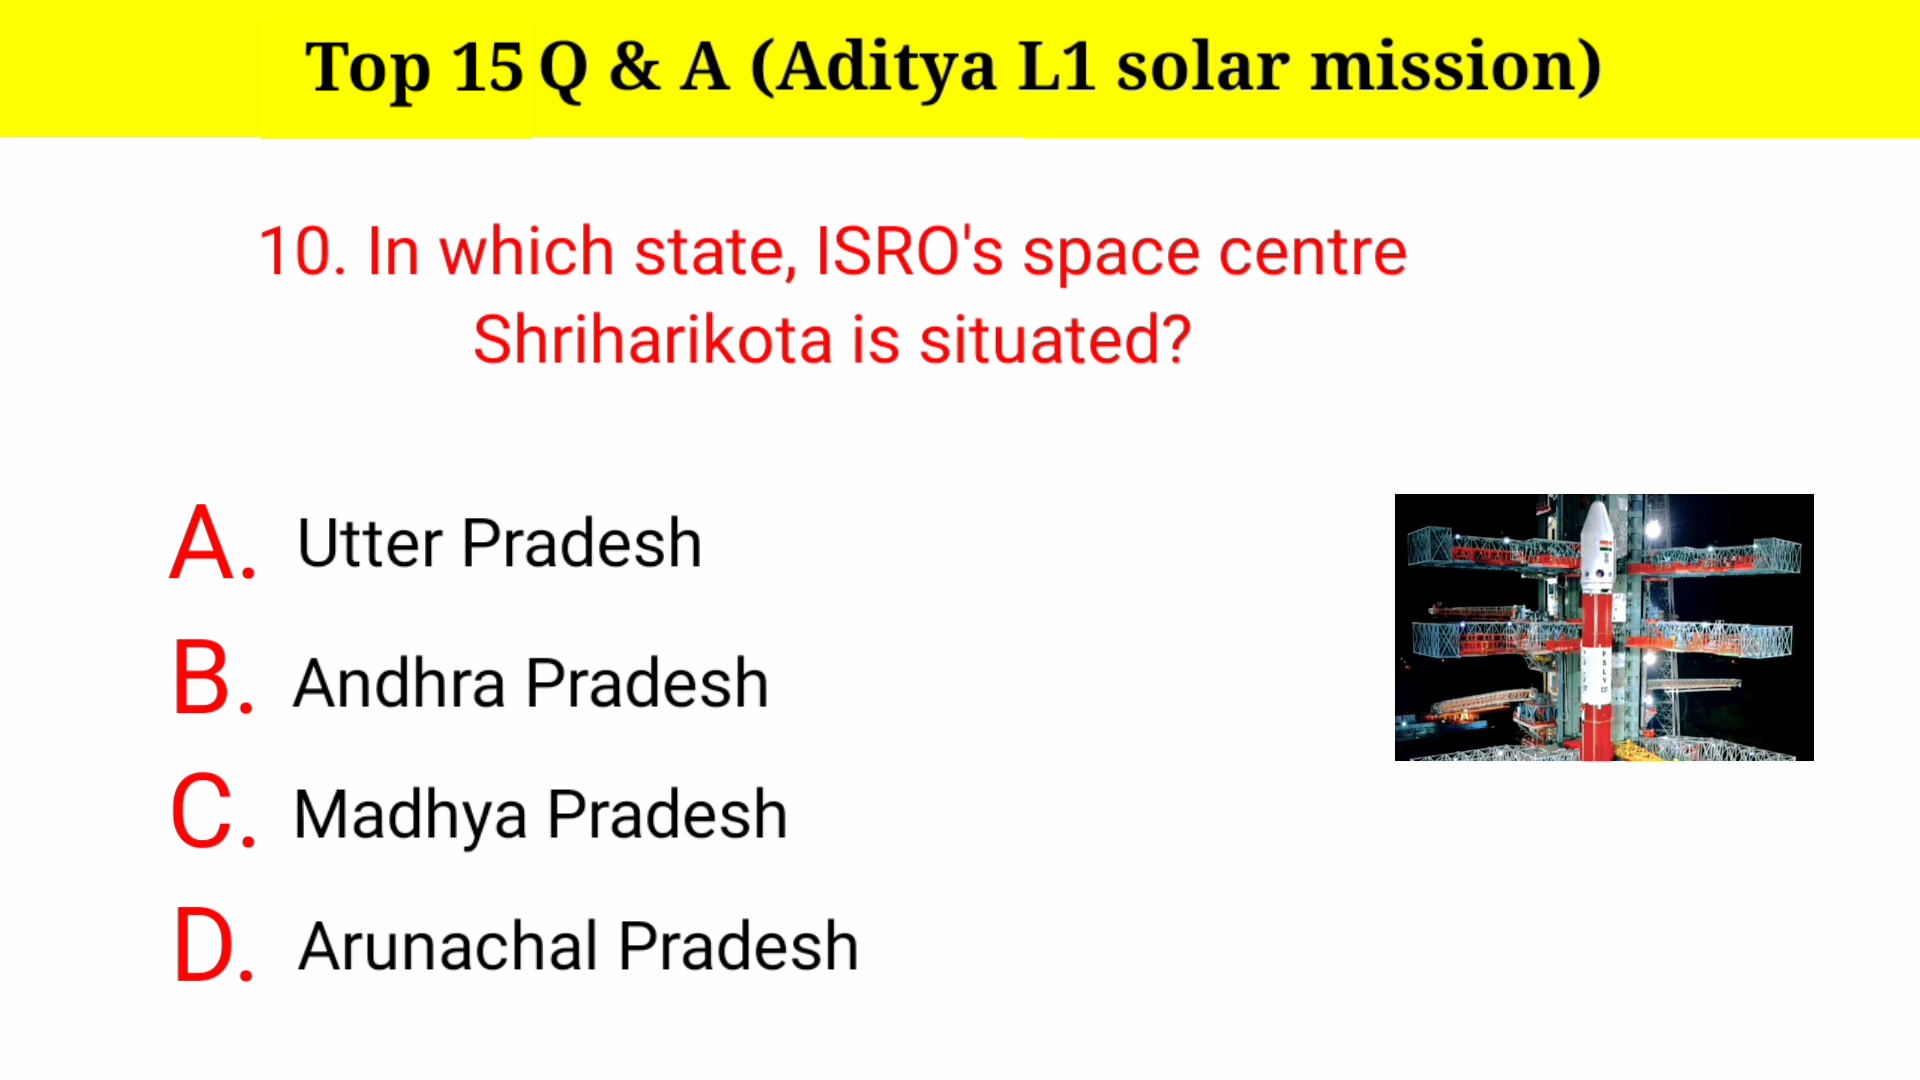 Top 15 Q & A (Aditya L1 solar mission)
10. In which state, ISRO's space centre
Shriharikota is situated?
A. Utter Pradesh
B. Andhra Pradesh
C. Madhya Pradesh
D. Arunachal Pradesh
PSLV